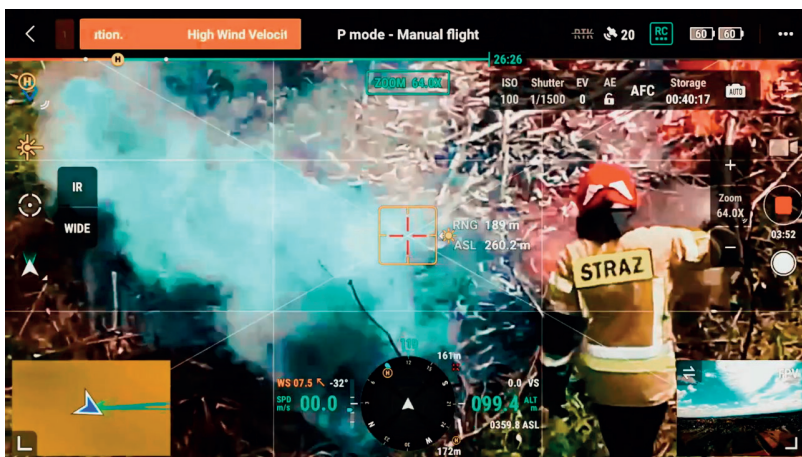 ition. High Wind Velocit
P mode - Manual flight
RTK
20
RC
60 60
H
26:26
ZOOM 64.0X
ISO Shutter EV AE AFC Storage
100 1/1500 0 00:40:17
AUTO
H
IR
WIDE
+
Zoom
64.0X
−
03:52
RNG 189 m
ASL 260.2 m
STRAZ
161m
WS 07.5 -32°
0.0 VS
SPD
m/s 00.0
099.4 ALT
m
0359.8 ASL
H
S
W
N
172m
FPV